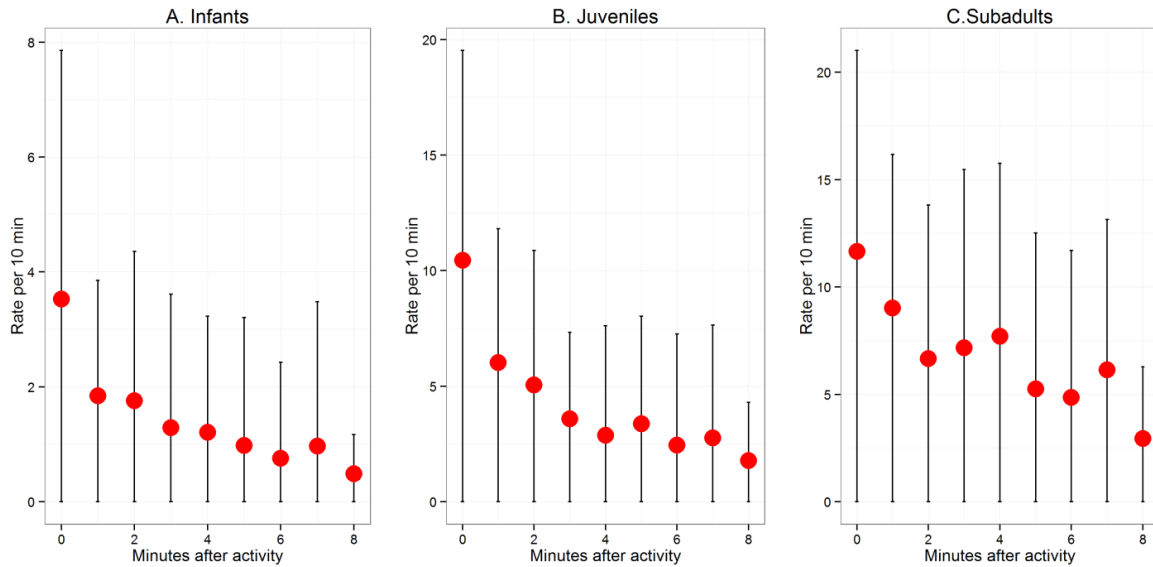 A. Infants
B. Juveniles
C.Subadults
Rate per 10 min
8
6
4
2
0
0 2 4 6 8
Minutes after activity
Rate per 10 min
20
15
10
5
0
0 2 4 6 8
Minutes after activity
Rate per 10 min
20
15
10
5
0
0 2 4 6 8
Minutes after activity